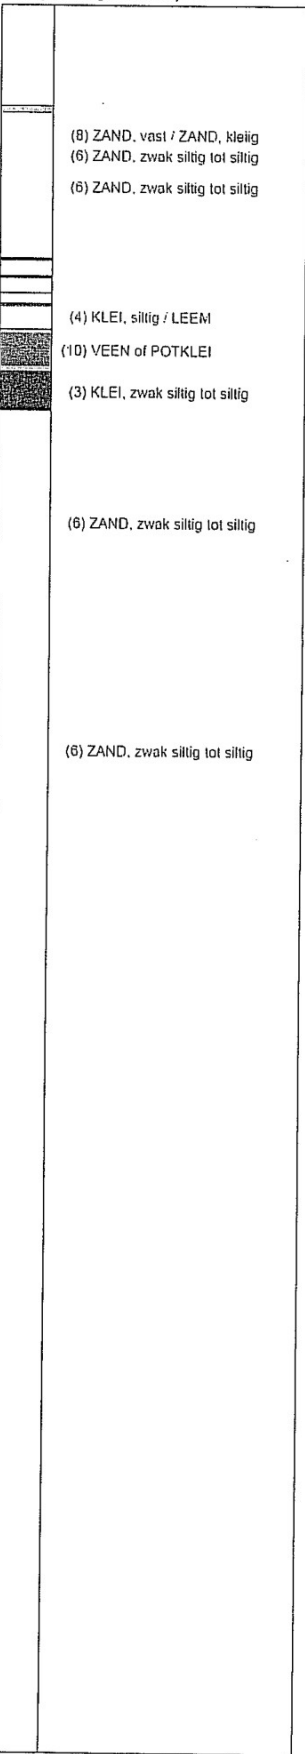 (8) ZAND, vast / ZAND, kleiig
(6) ZAND, zwak siltig tot siltig
(6) ZAND, zwak siltig tot siltig
(4) KLEI, siltig / LEEM
(10) VEEN of POTKLEI
(3) KLEI, zwak siltig tot siltig
(6) ZAND, zwak siltig tot siltig
(6) ZAND, zwak siltig tot siltig